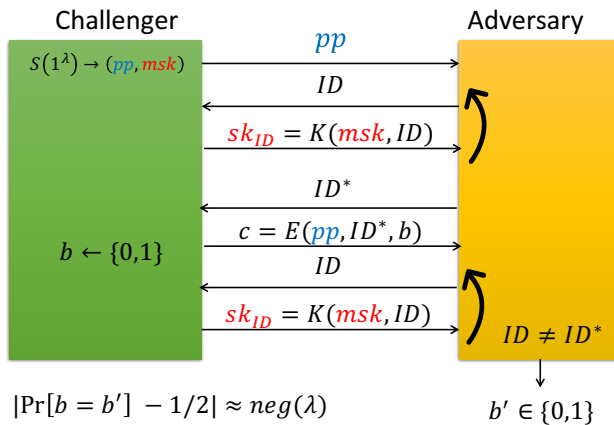 Challenger
Adversary
S(1^λ) → (pp, msk)
pp
ID
sk_ID = K(msk, ID)
ID*
c = E(pp, ID*, b)
b ← {0,1}
ID
sk_ID = K(msk, ID)
ID ≠ ID*
|Pr[b = b′] − 1/2| ≈ neg(λ)
b′ ∈ {0,1}